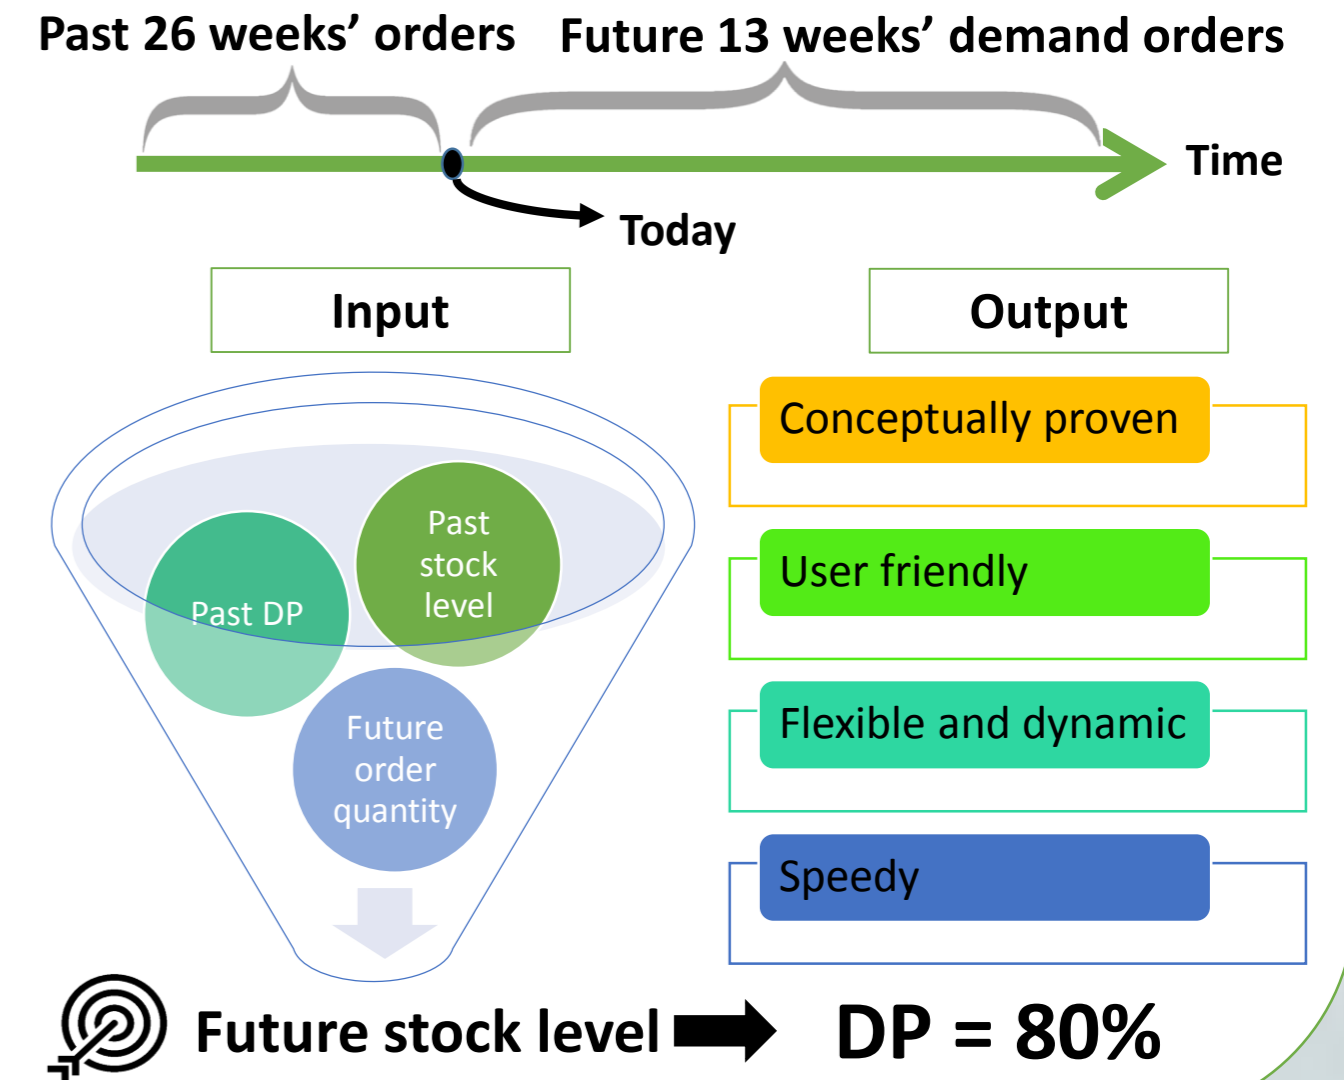 Past 26 weeks’ orders
Future 13 weeks’ demand orders
Time
Today
Input
Output
Past DP
Past
stock
level
Future
order
quantity
Conceptually proven
User friendly
Flexible and dynamic
Speedy
Future stock level
DP = 80%